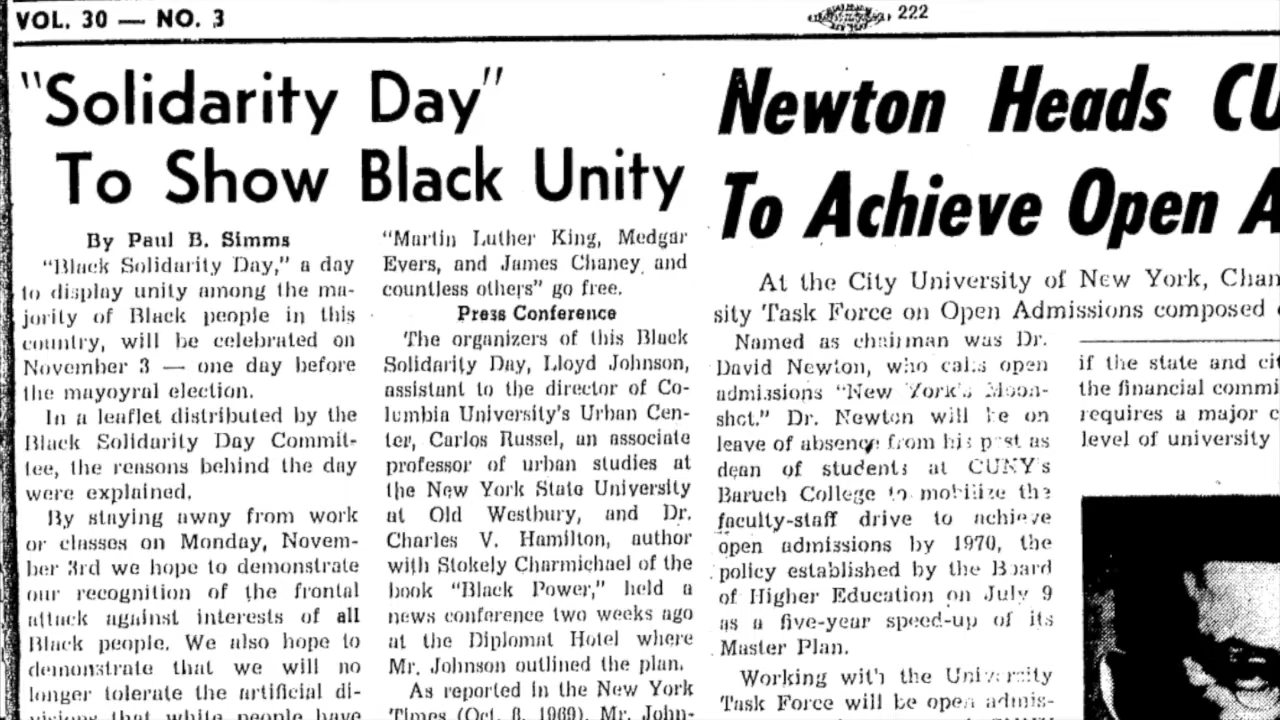 VOL. 30 — NO. 3
222
"Solidarity Day"
To Show Black Unity
By Paul B. Simms
"Black Solidarity Day," a day
to display unity among the ma-
jority of Black people in this
country, will be celebrated on
November 3 — one day before
the mayoyral election.
In a leaflet distributed by the
Black Solidarity Day Commit-
tee, the reasons behind the day
were explained.
By staying away from work
or classes on Monday, Novem-
ber 3rd we hope to demonstrate
our recognition of the frontal
attack against interests of all
Black people. We also hope to
demonstrate that we will no
longer tolerate the artificial di-
visions that white people have
"Martin Luther King, Medgar
Evers, and James Chaney and
countless others" go free.
Press Conference
The organizers of this Black
Solidarity Day, Lloyd Johnson,
assistant to the director of Co-
lumbia University's Urban Cen-
ter, Carlos Russel, an associate
professor of urban studies at
the New York State University
at Old Westbury, and Dr.
Charles V. Hamilton, author
with Stokely Charmichael of the
book "Black Power," held a
news conference two weeks ago
at the Diplomat Hotel where
Mr. Johnson outlined the plan.
As reported in the New York
Times (Oct. 8, 1969), Mr. John-
Newton Heads CU
To Achieve Open A
At the City University of New York, Chan
sity Task Force on Open Admissions composed
Named as chairman was Dr.
David Newton, who calls open
admissions "New York's Moon-
shot." Dr. Newton will be on
leave of absence from his post as
dean of students at CUNY's
Baruch College to mobilize the
faculty-staff drive to achieve
open admissions by 1970, the
policy established by the Board
of Higher Education on July 9
as a five-year speed-up of its
Master Plan.
Working with the University
Task Force will be open admis-
if the state and cit
the financial commi
requires a major c
level of university